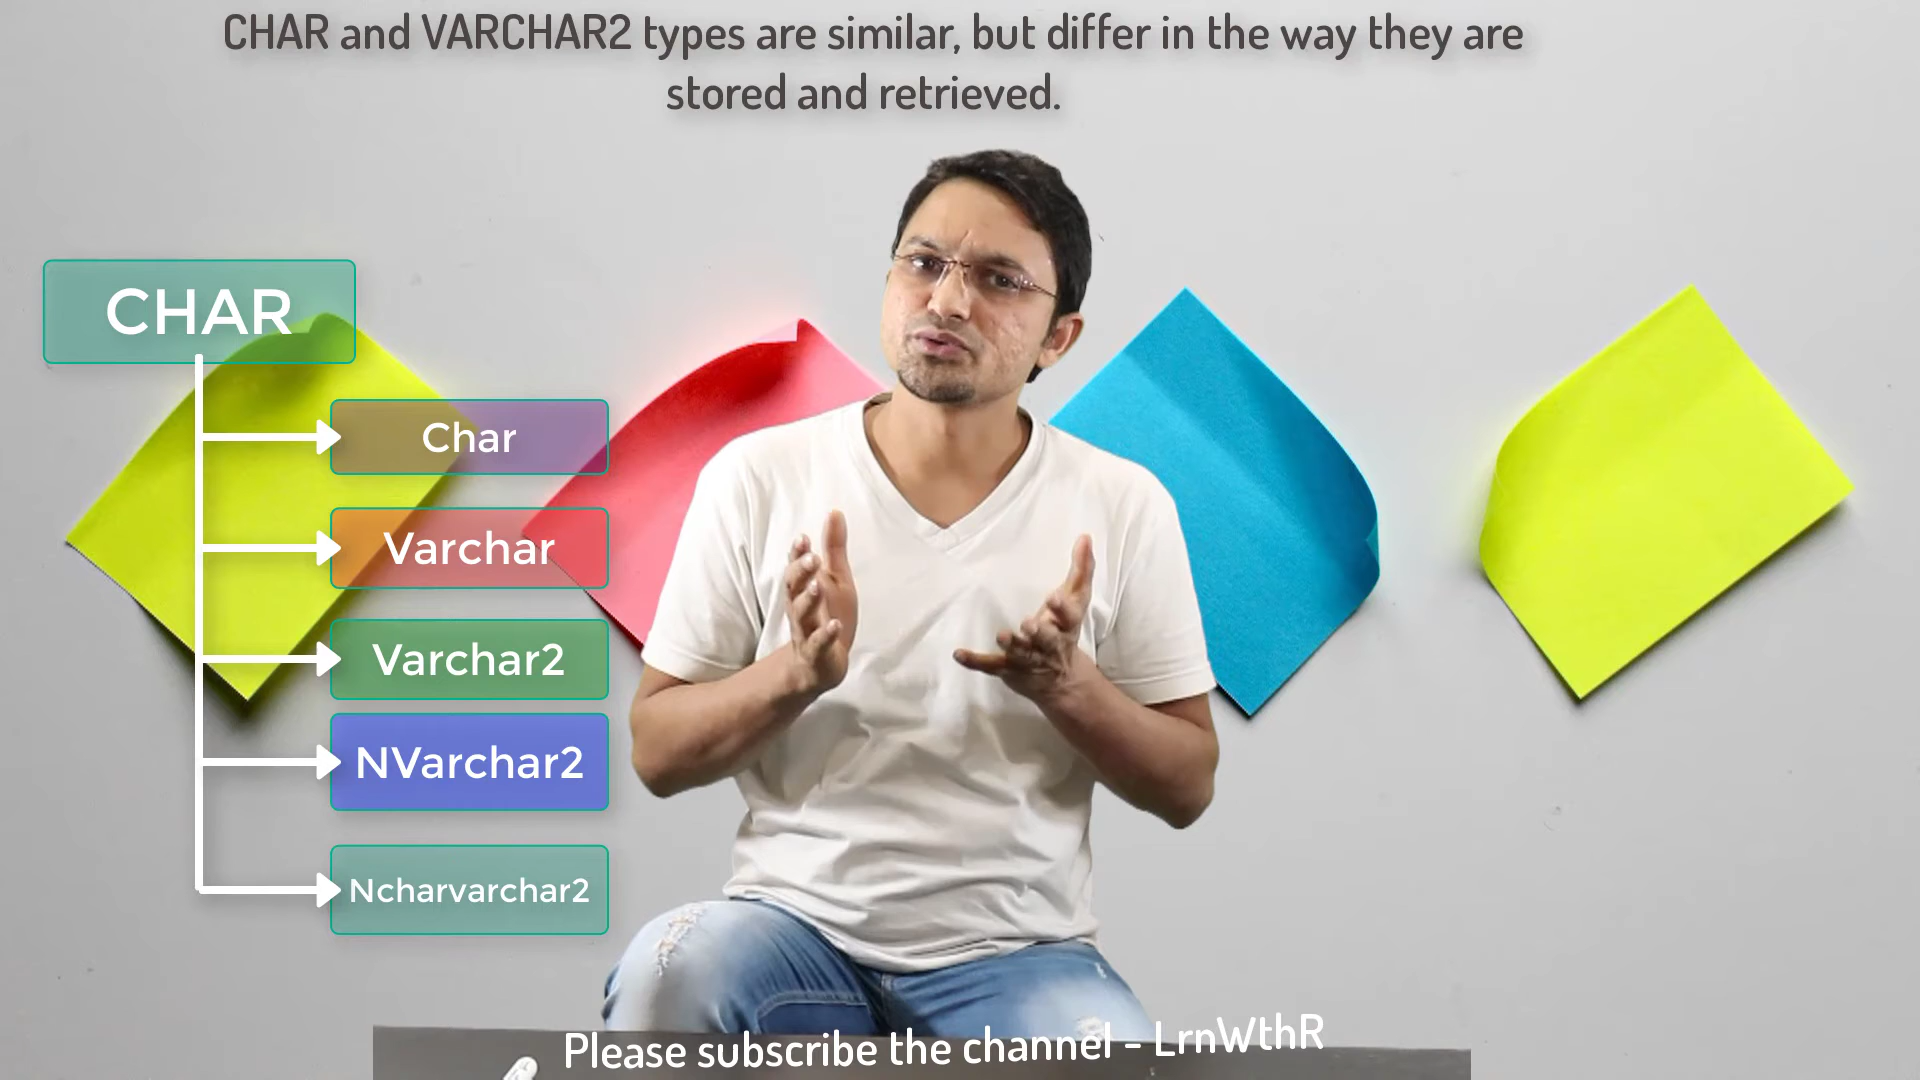 CHAR and VARCHAR2 types are similar, but differ in the way they are
stored and retrieved.
CHAR
Char
Varchar
Varchar2
NVarchar2
Ncharvarchar2
Please subscribe the channel - LrnWthR